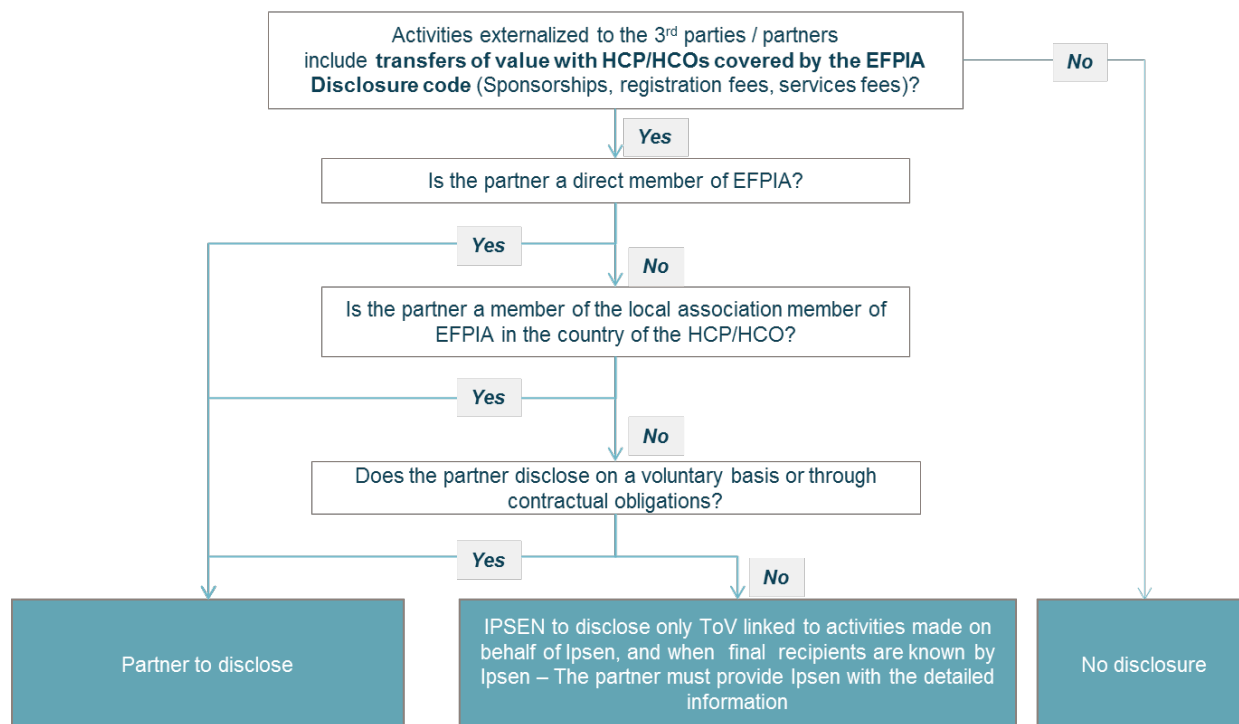 Activities externalized to the 3rd parties / partners
include transfers of value with HCP/HCOs covered by the EFPIA
Disclosure code (Sponsorships, registration fees, services fees)?
No
Yes
Is the partner a direct member of EFPIA?
Yes
No
Is the partner a member of the local association member of
EFPIA in the country of the HCP/HCO?
Yes
No
Does the partner disclose on a voluntary basis or through
contractual obligations?
Yes
No
Partner to disclose
IPSEN to disclose only ToV linked to activities made on
behalf of Ipsen, and when final recipients are known by
Ipsen – The partner must provide Ipsen with the detailed
information
No disclosure